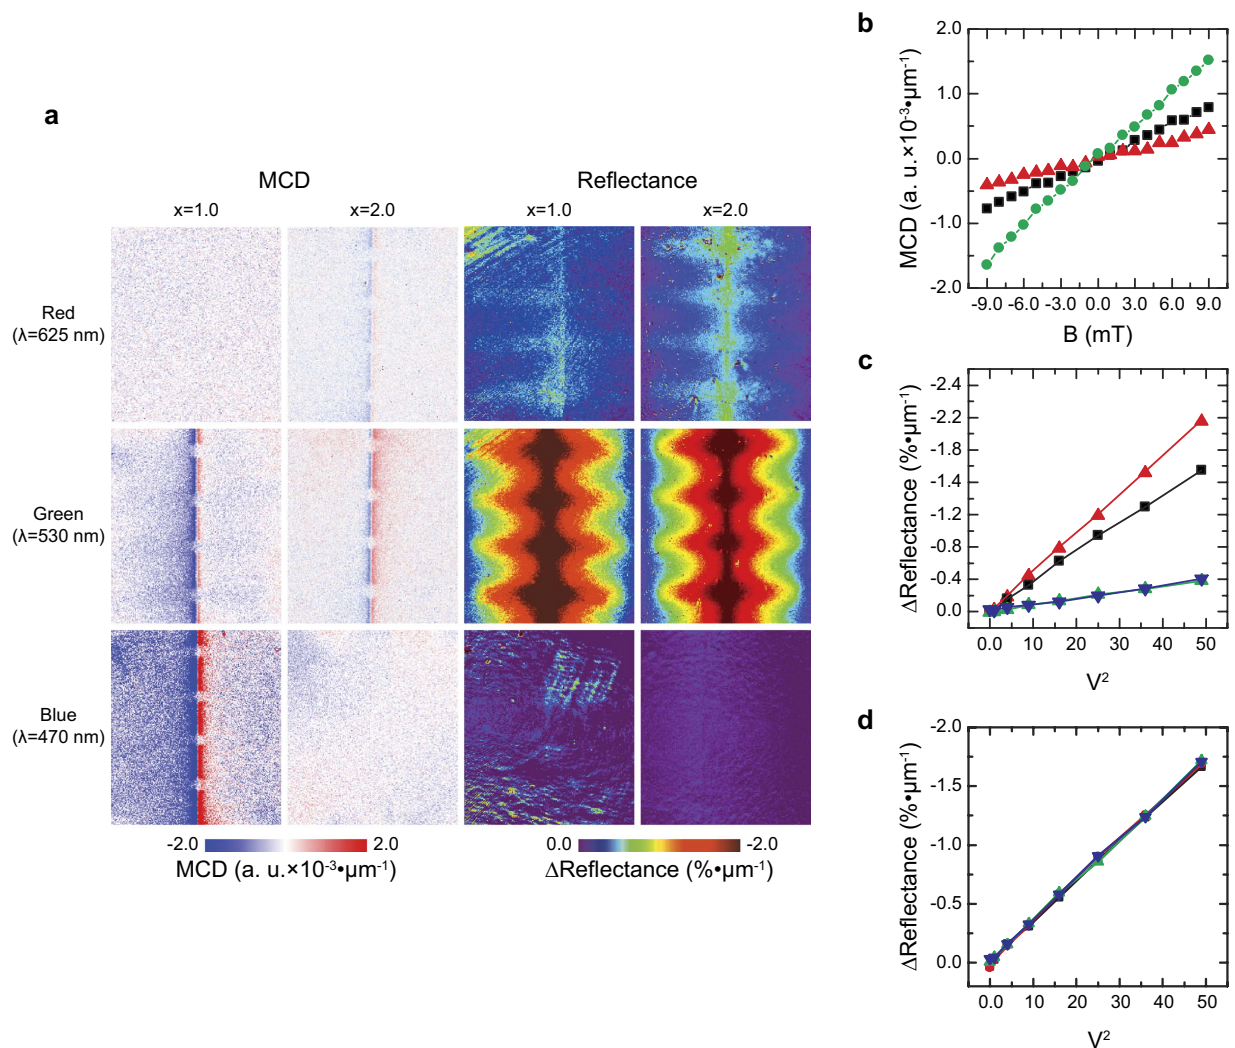 a
MCD
Reflectance
x=1.0
x=2.0
x=1.0
x=2.0
Red
(λ=625 nm)
Green
(λ=530 nm)
Blue
(λ=470 nm)
-2.0
2.0
MCD (a. u.×10⁻³•µm⁻¹)
0.0
-2.0
ΔReflectance (%•µm⁻¹)
b
2.0
1.0
0.0
-1.0
-2.0
MCD (a. u.×10⁻³•µm⁻¹)
-9.0 -6.0 -3.0 0.0 3.0 6.0 9.0
B (mT)
c
-2.4
-2.2
-1.8
-1.4
-1.2
-0.8
-0.4
0.0
ΔReflectance (%•µm⁻¹)
0.0 10 20 30 40 50
V²
d
-2.0
-1.5
-1.0
-0.5
0.0
ΔReflectance (%•µm⁻¹)
0.0 10 20 30 40 50
V²